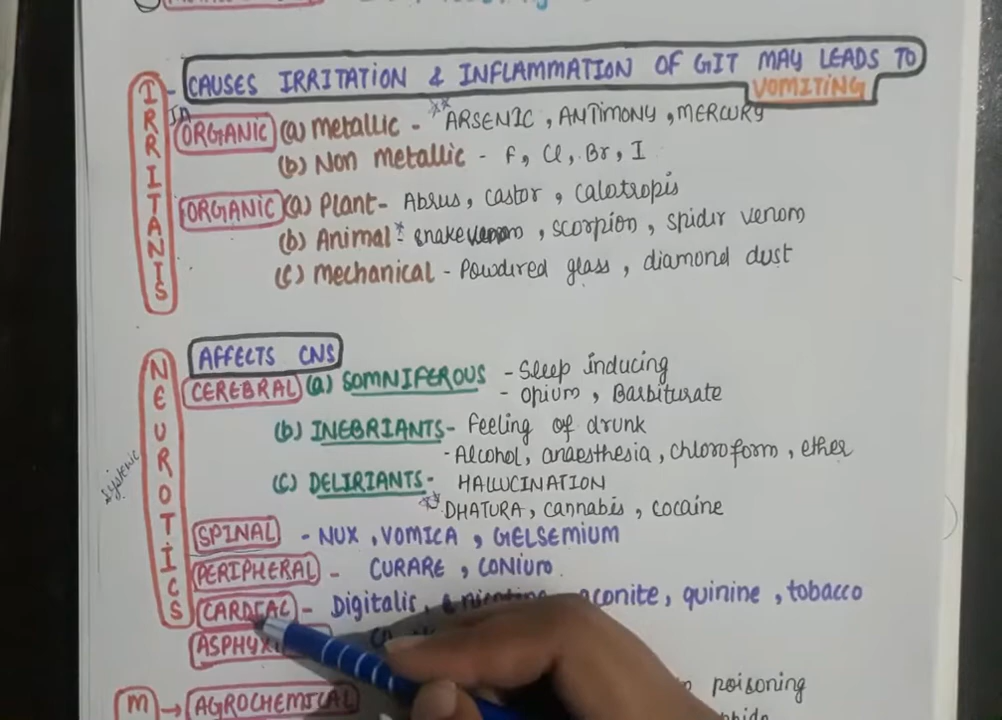 CAUSES IRRITATION & INFLAMMATION OF GIT MAY LEADS TO
VOMITING
IRRITANTS
IN
ORGANIC (a) Metallic - ARSENIC, ANTIMONY, MERCURY
(b) Non metallic - F, Cl, Br, I
ORGANIC (a) Plant - Abrus, castor, calotropis
(b) Animal - snake venom, scorpion, spider venom
(c) Mechanical - Powdired glass, diamond dust
NEUROTICS
Systemic
AFFECTS CNS
CEREBRAL (a) SOMNIFEROUS - Sleep inducing
- opium, Barbiturate
(b) INEBRIANTS - Feeling of drunk
- Alcohol, anaesthesia, chloroform, ether
(c) DELIRIANTS - HALLUCINATION
DHATURA, cannabis, cocaine
SPINAL - NUX, VOMICA, GELSEMIUM
PERIPHERAL - CURARE, CONIUM
CARDIAC - Digitalis, nicotine, aconite, quinine, tobacco
M → AGROCHEMICAL
poisoning